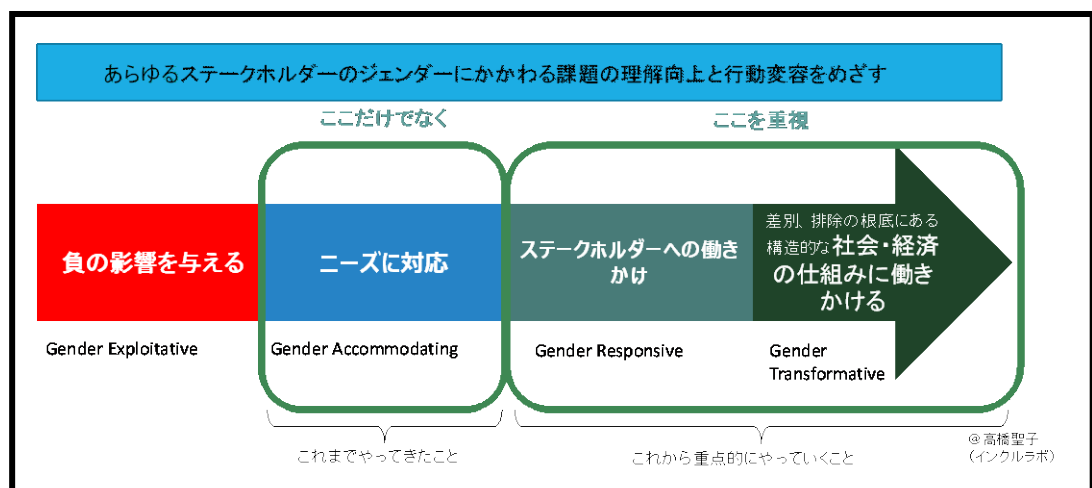 あらゆるステークホルダーのジェンダーにかかわる課題の理解向上と行動変容をめざす
ここだけでなく
ここを重視
負の影響を与える
ニーズに対応
ステークホルダーへの働き
かけ
差別、排除の根底にある
構造的な社会・経済
の仕組みに働き
かける
Gender Exploitative
Gender Accommodating
Gender Responsive
Gender
Transformative
これまでやってきたこと
これから重点的にやっていくこと
@高橋聖子
(インクルラボ)